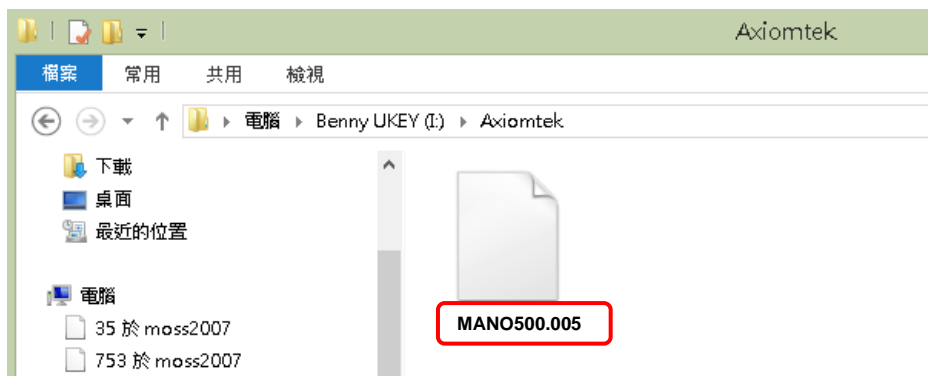 Axiomtek
檔案 常用 共用 檢視
電腦 Benny UKEY (I:) Axiomtek
下載
桌面
最近的位置
電腦
35 於 moss2007
753 於 moss2007
MANO500.005